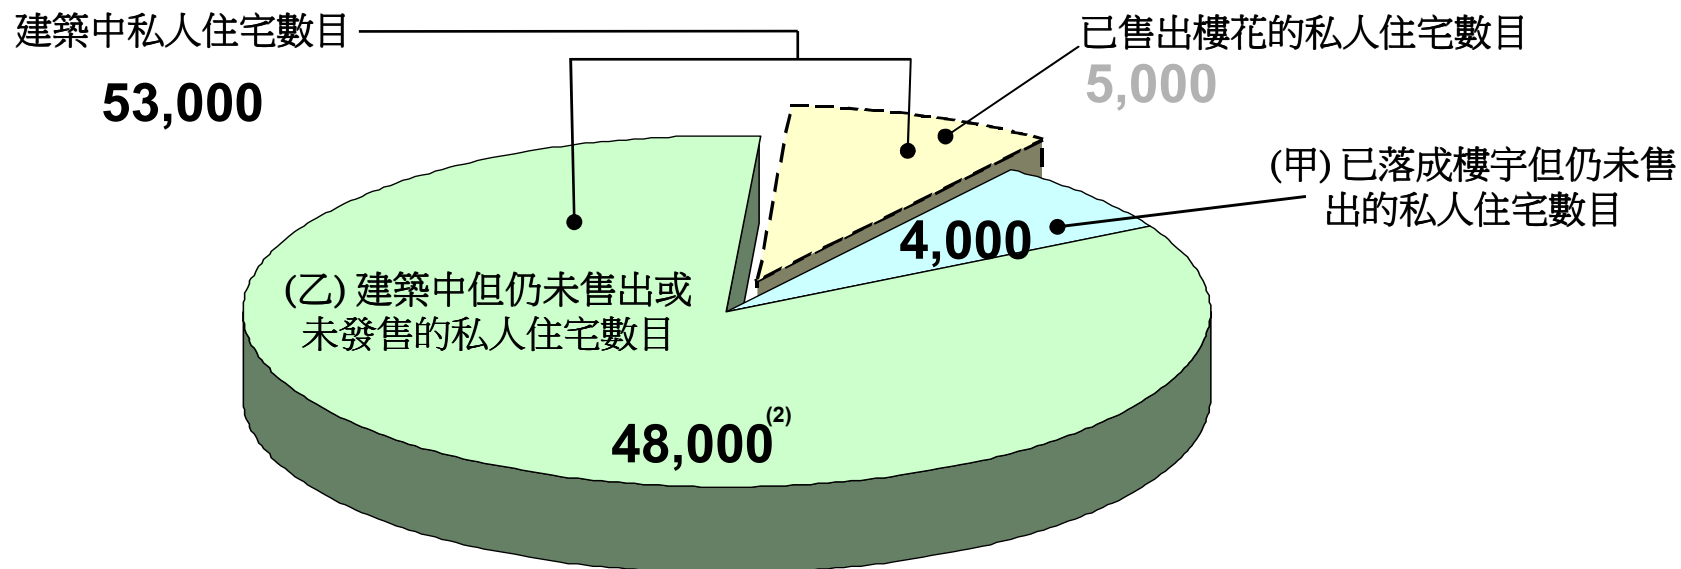 建築中私人住宅數目
53,000
已售出樓花的私人住宅數目
5,000
(甲) 已落成樓宇但仍未售
出的私人住宅數目
4,000
(乙) 建築中但仍未售出或
未發售的私人住宅數目
48,000(2)